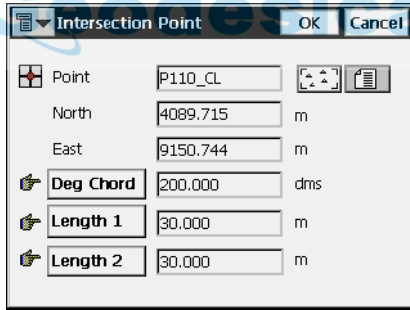 Intersection Point OK Cancel
Point P110_CL
North 4089.715 m
East 9150.744 m
Deg Chord 200.000 dms
Length 1 30.000 m
Length 2 30.000 m